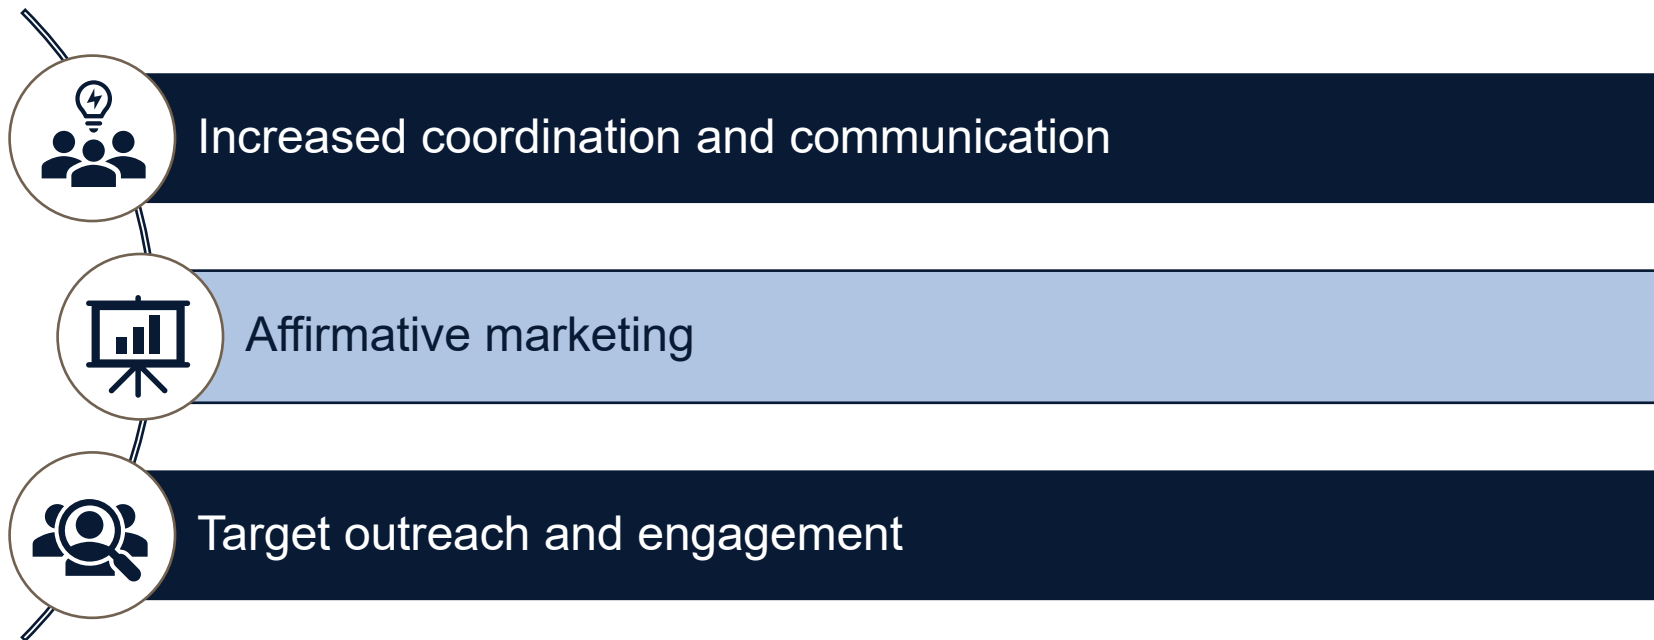 Increased coordination and communication
Affirmative marketing
Target outreach and engagement